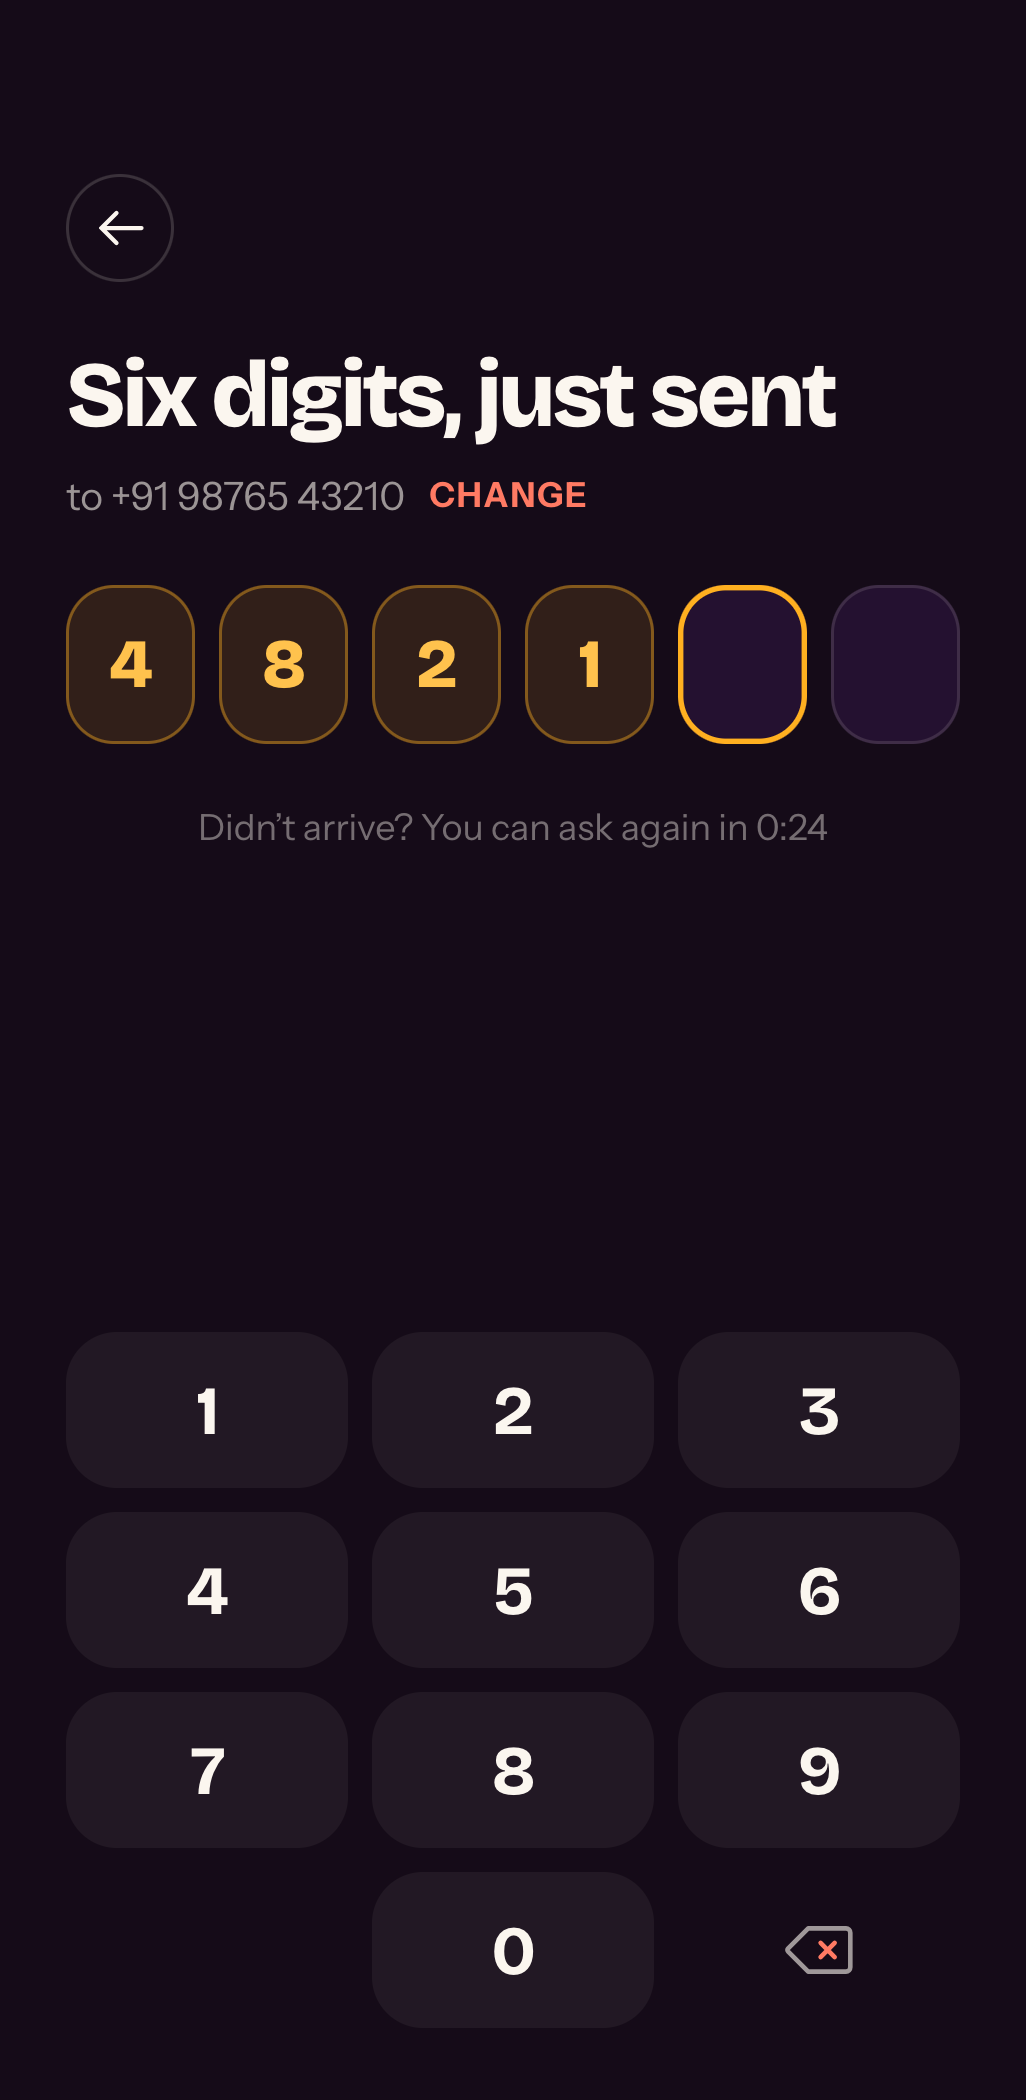 Six digits, just sent
to +91 98765 43210 CHANGE
4 8 2 1
Didn’t arrive? You can ask again in 0:24
1 2 3
4 5 6
7 8 9
0